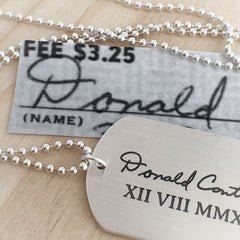 FEE $3.25
Donald
(NAME)
Donald Cont
XII VIII MMX